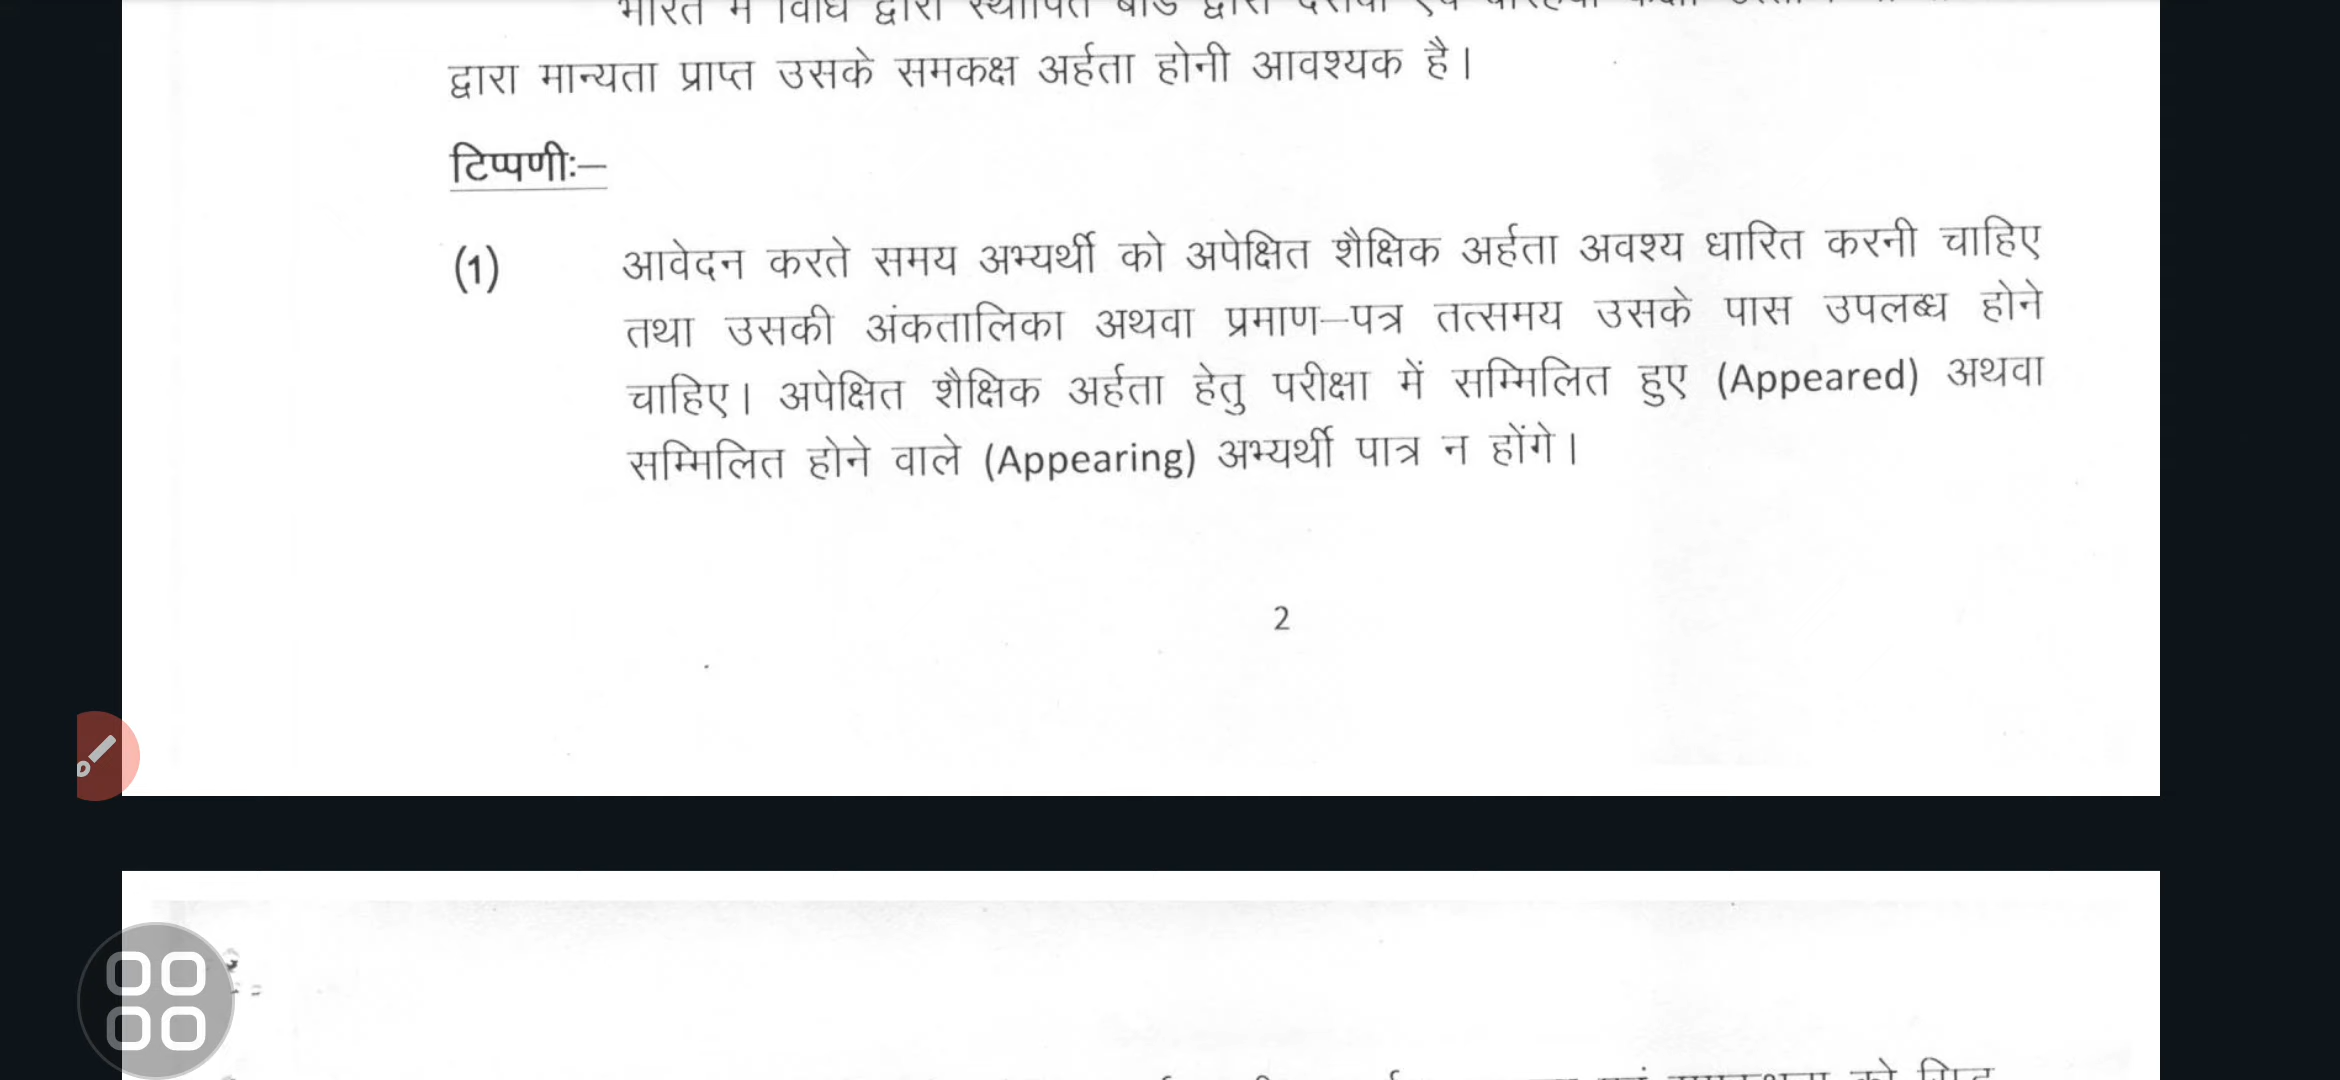 भारत में विधि द्वारा स्थापित बोर्ड द्वारा
द्वारा मान्यता प्राप्त उसके समकक्ष अर्हता होनी आवश्यक है।
टिप्पणीः–
(1) आवेदन करते समय अभ्यर्थी को अपेक्षित शैक्षिक अर्हता अवश्य धारित करनी चाहिए
तथा उसकी अंकतालिका अथवा प्रमाण–पत्र तत्समय उसके पास उपलब्ध होने
चाहिए। अपेक्षित शैक्षिक अर्हता हेतु परीक्षा में सम्मिलित हुए (Appeared) अथवा
सम्मिलित होने वाले (Appearing) अभ्यर्थी पात्र न होंगे।
2